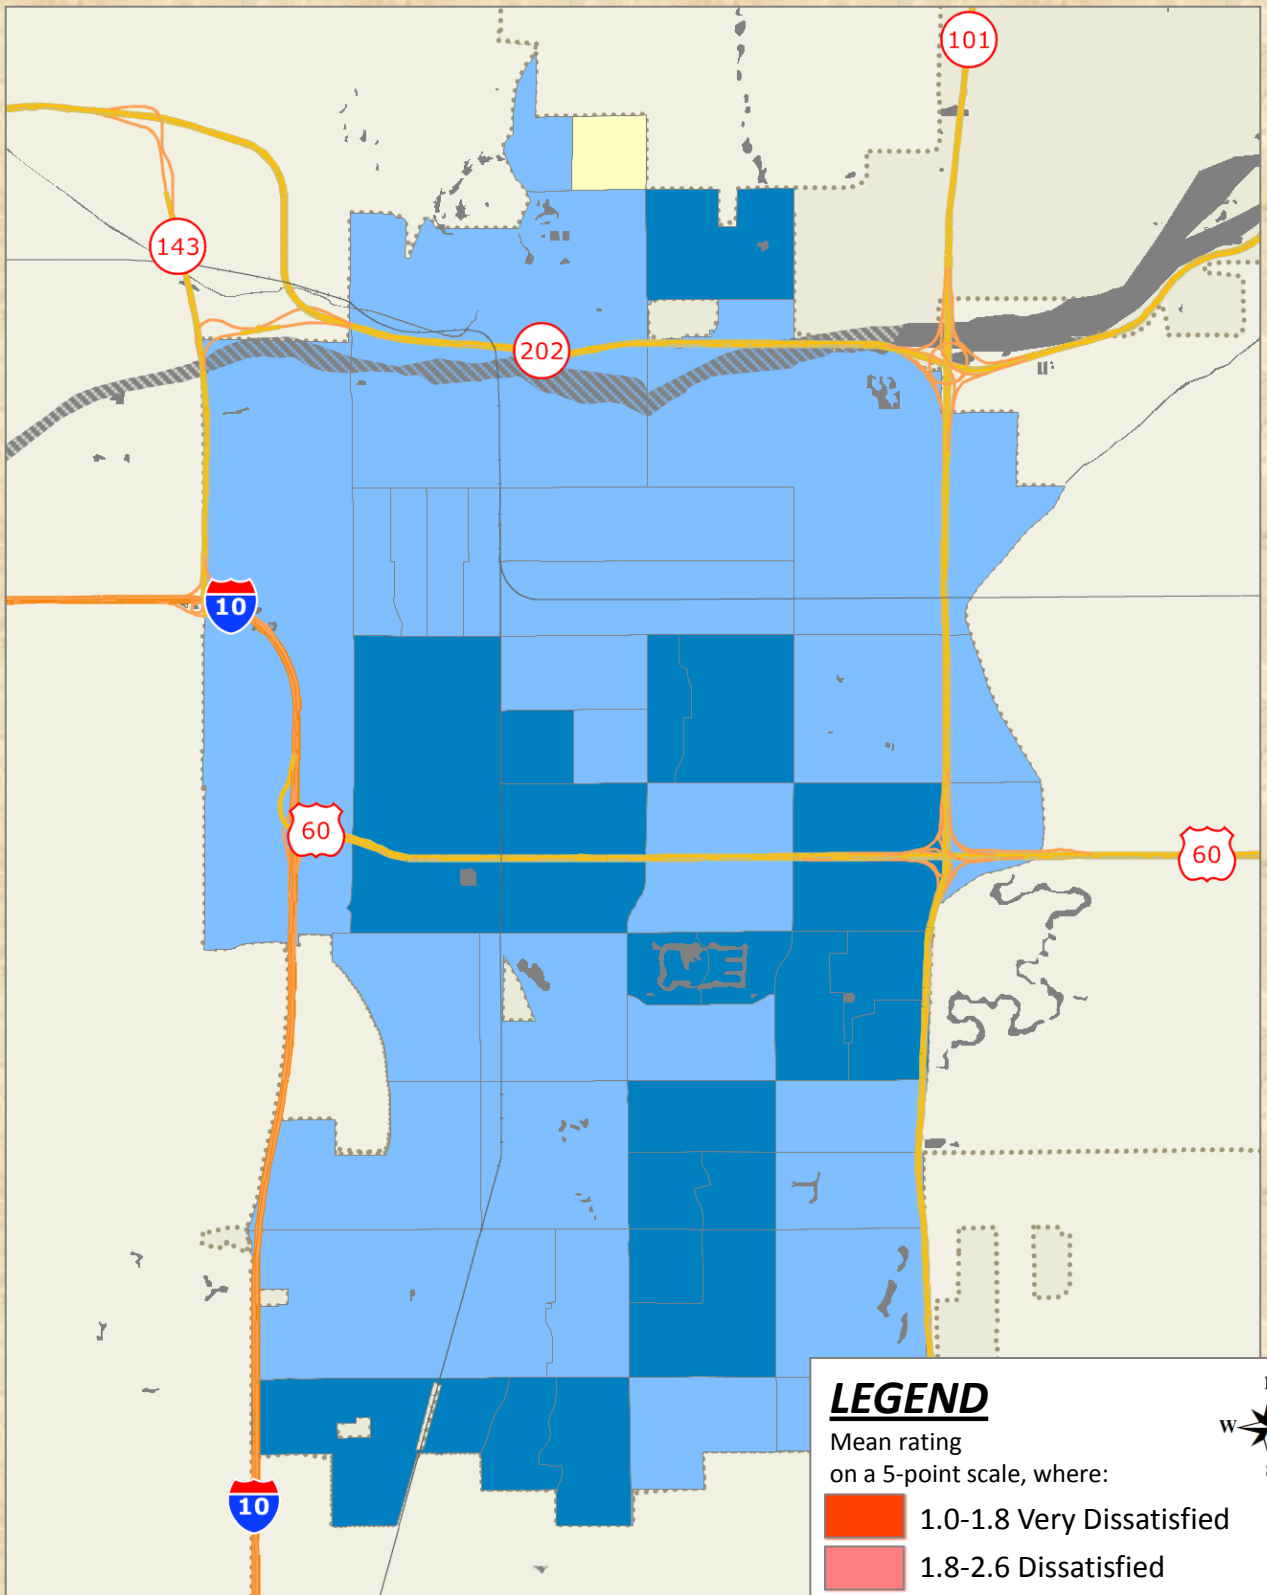 101
143
202
10
60
60
10
LEGEND
Mean rating
on a 5-point scale, where:
W
1.0-1.8 Very Dissatisfied
1.8-2.6 Dissatisfied